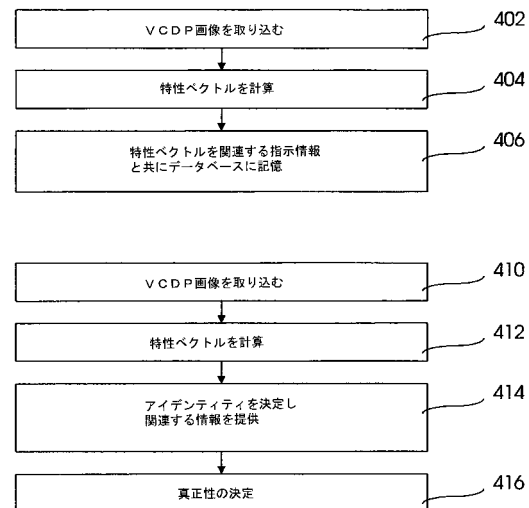 VCDP画像を取り込む
402
特性ベクトルを計算
404
特性ベクトルを関連する指示情報
と共にデータベースに記憶
406
VCDP画像を取り込む
410
特性ベクトルを計算
412
アイデンティティを決定し
関連する情報を提供
414
真正性の決定
416